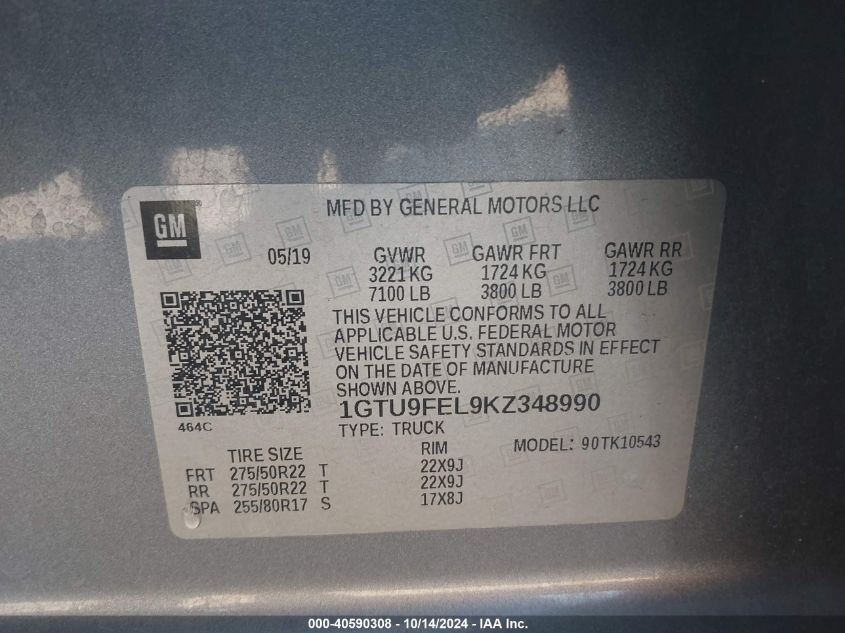 GM
MFD BY GENERAL MOTORS LLC
05/19
GVWR GAWR FRT GAWR RR
3221 KG 1724 KG 1724 KG
7100 LB 3800 LB 3800 LB
THIS VEHICLE CONFORMS TO ALL
APPLICABLE U.S. FEDERAL MOTOR
VEHICLE SAFETY STANDARDS IN EFFECT
ON THE DATE OF MANUFACTURE
SHOWN ABOVE.
464C
1GTU9FEL9KZ348990
TYPE: TRUCK
MODEL: 90TK10543
TIRE SIZE RIM
FRT 275/50R22 T 22X9J
RR 275/50R22 T 22X9J
SPA 255/80R17 S 17X8J
000-40590308 - 10/14/2024 - IAA Inc.